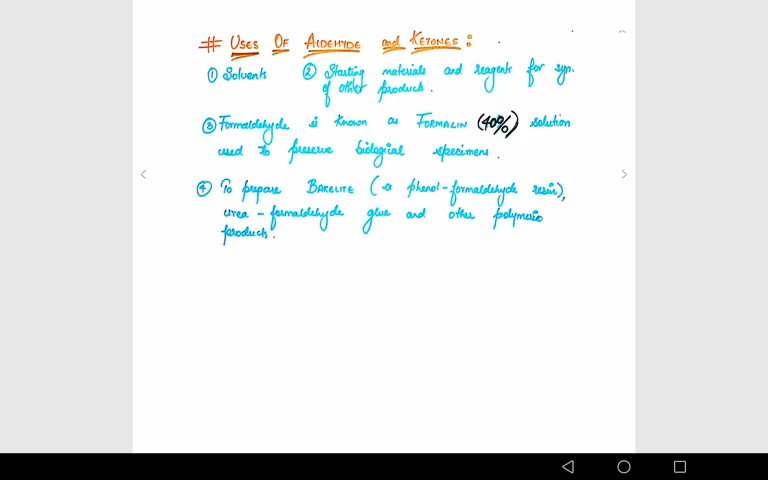 # USES OF ALDEHYDE and KETONES :
① Solvents ② Starting materials and reagents for syn.
of other products.
③ Formaldehyde is known as FORMALIN (40%) solution
used to preserve biological specimens.
④ To prepare BAKELITE (a phenol-formaldehyde resin),
urea - formaldehyde glue and other polymeric
products.